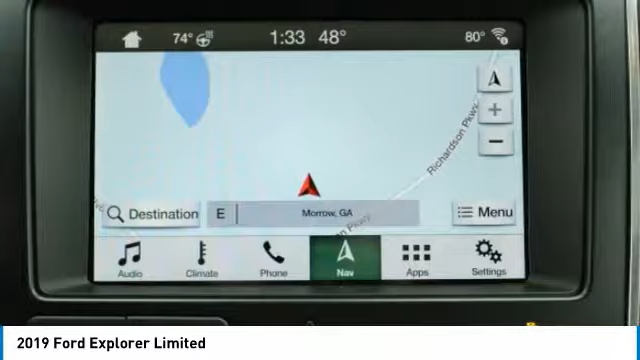 74° 1:33 48° 80°
Richardson Pkwy
Destination E Morrow, GA Menu
Pkwy
Audio Climate Phone Nav Apps Settings
2019 Ford Explorer Limited